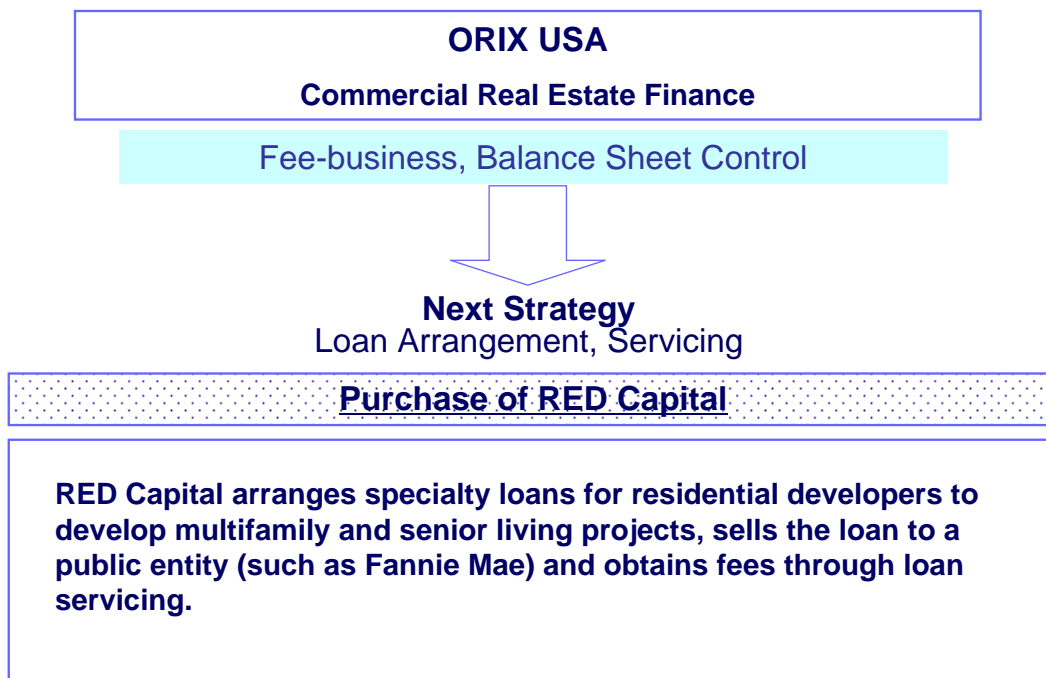 ORIX USA
Commercial Real Estate Finance
Fee-business, Balance Sheet Control
Next Strategy
Loan Arrangement, Servicing
Purchase of RED Capital
RED Capital arranges specialty loans for residential developers to
develop multifamily and senior living projects, sells the loan to a
public entity (such as Fannie Mae) and obtains fees through loan
servicing.